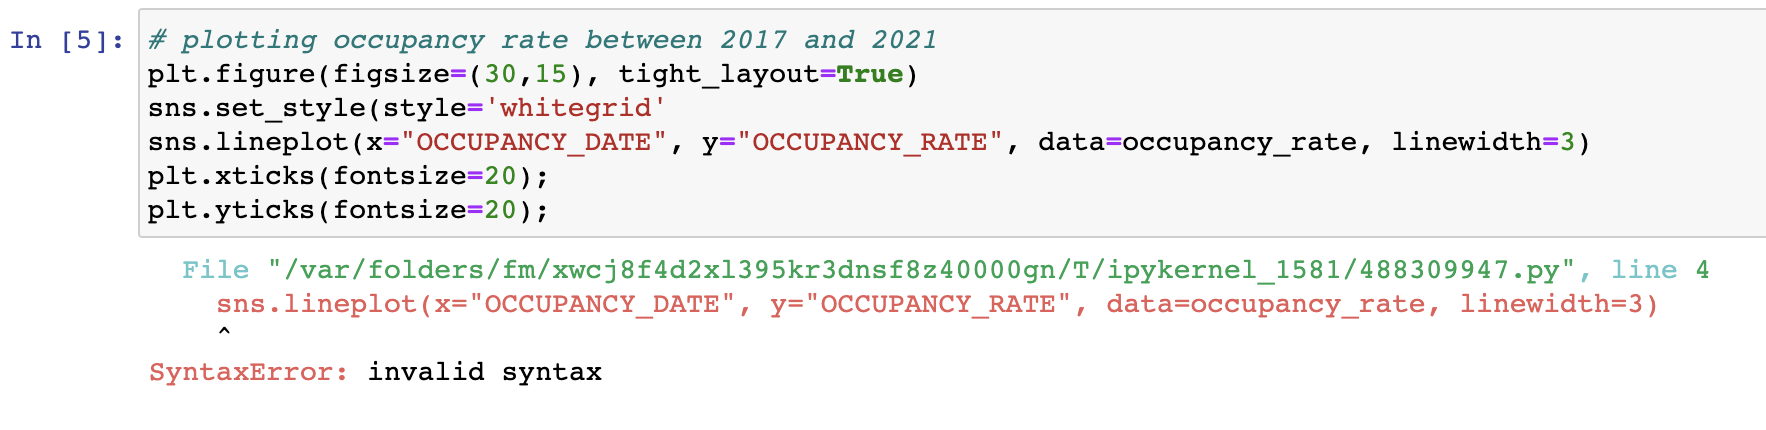 In [5]: # plotting occupancy rate between 2017 and 2021
plt.figure(figsize=(30,15), tight_layout=True)
sns.set_style(style='whitegrid'
sns.lineplot(x="OCCUPANCY_DATE", y="OCCUPANCY_RATE", data=occupancy_rate, linewidth=3)
plt.xticks(fontsize=20);
plt.yticks(fontsize=20);
File "/var/folders/fm/xwcj8f4d2xl395kr3dnsf8z40000gn/T/ipykernel_1581/488309947.py", line 4
sns.lineplot(x="OCCUPANCY_DATE", y="OCCUPANCY_RATE", data=occupancy_rate, linewidth=3)
^
SyntaxError: invalid syntax